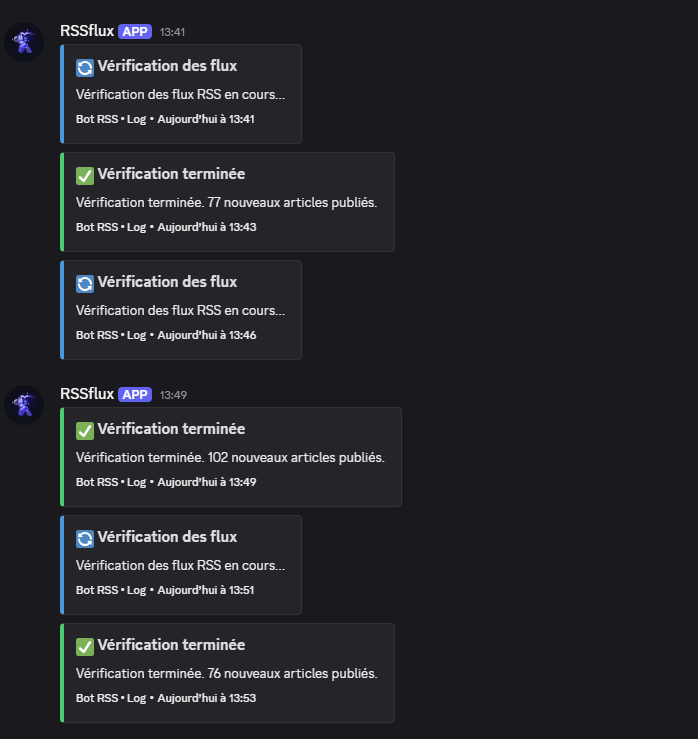 RSSflux APP 13:41
Vérification des flux
Vérification des flux RSS en cours...
Bot RSS • Log • Aujourd'hui à 13:41
Vérification terminée
Vérification terminée. 77 nouveaux articles publiés.
Bot RSS • Log • Aujourd'hui à 13:43
Vérification des flux
Vérification des flux RSS en cours...
Bot RSS • Log • Aujourd'hui à 13:46
RSSflux APP 13:49
Vérification terminée
Vérification terminée. 102 nouveaux articles publiés.
Bot RSS • Log • Aujourd'hui à 13:49
Vérification des flux
Vérification des flux RSS en cours...
Bot RSS • Log • Aujourd'hui à 13:51
Vérification terminée
Vérification terminée. 76 nouveaux articles publiés.
Bot RSS • Log • Aujourd'hui à 13:53